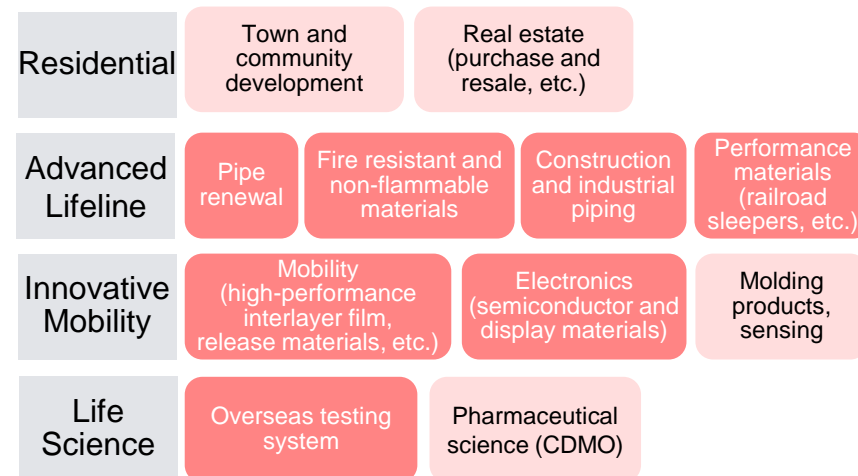 Residential
Town and
community
development
Real estate
(purchase and
resale, etc.)
Advanced
Lifeline
Pipe
renewal
Fire resistant and
non-flammable
materials
Construction
and industrial
piping
Performance
materials
(railroad
sleepers, etc.)
Innovative
Mobility
Mobility
(high-performance
interlayer film,
release materials, etc.)
Electronics
(semiconductor and
display materials)
Molding
products,
sensing
Life
Science
Overseas testing
system
Pharmaceutical
science (CDMO)